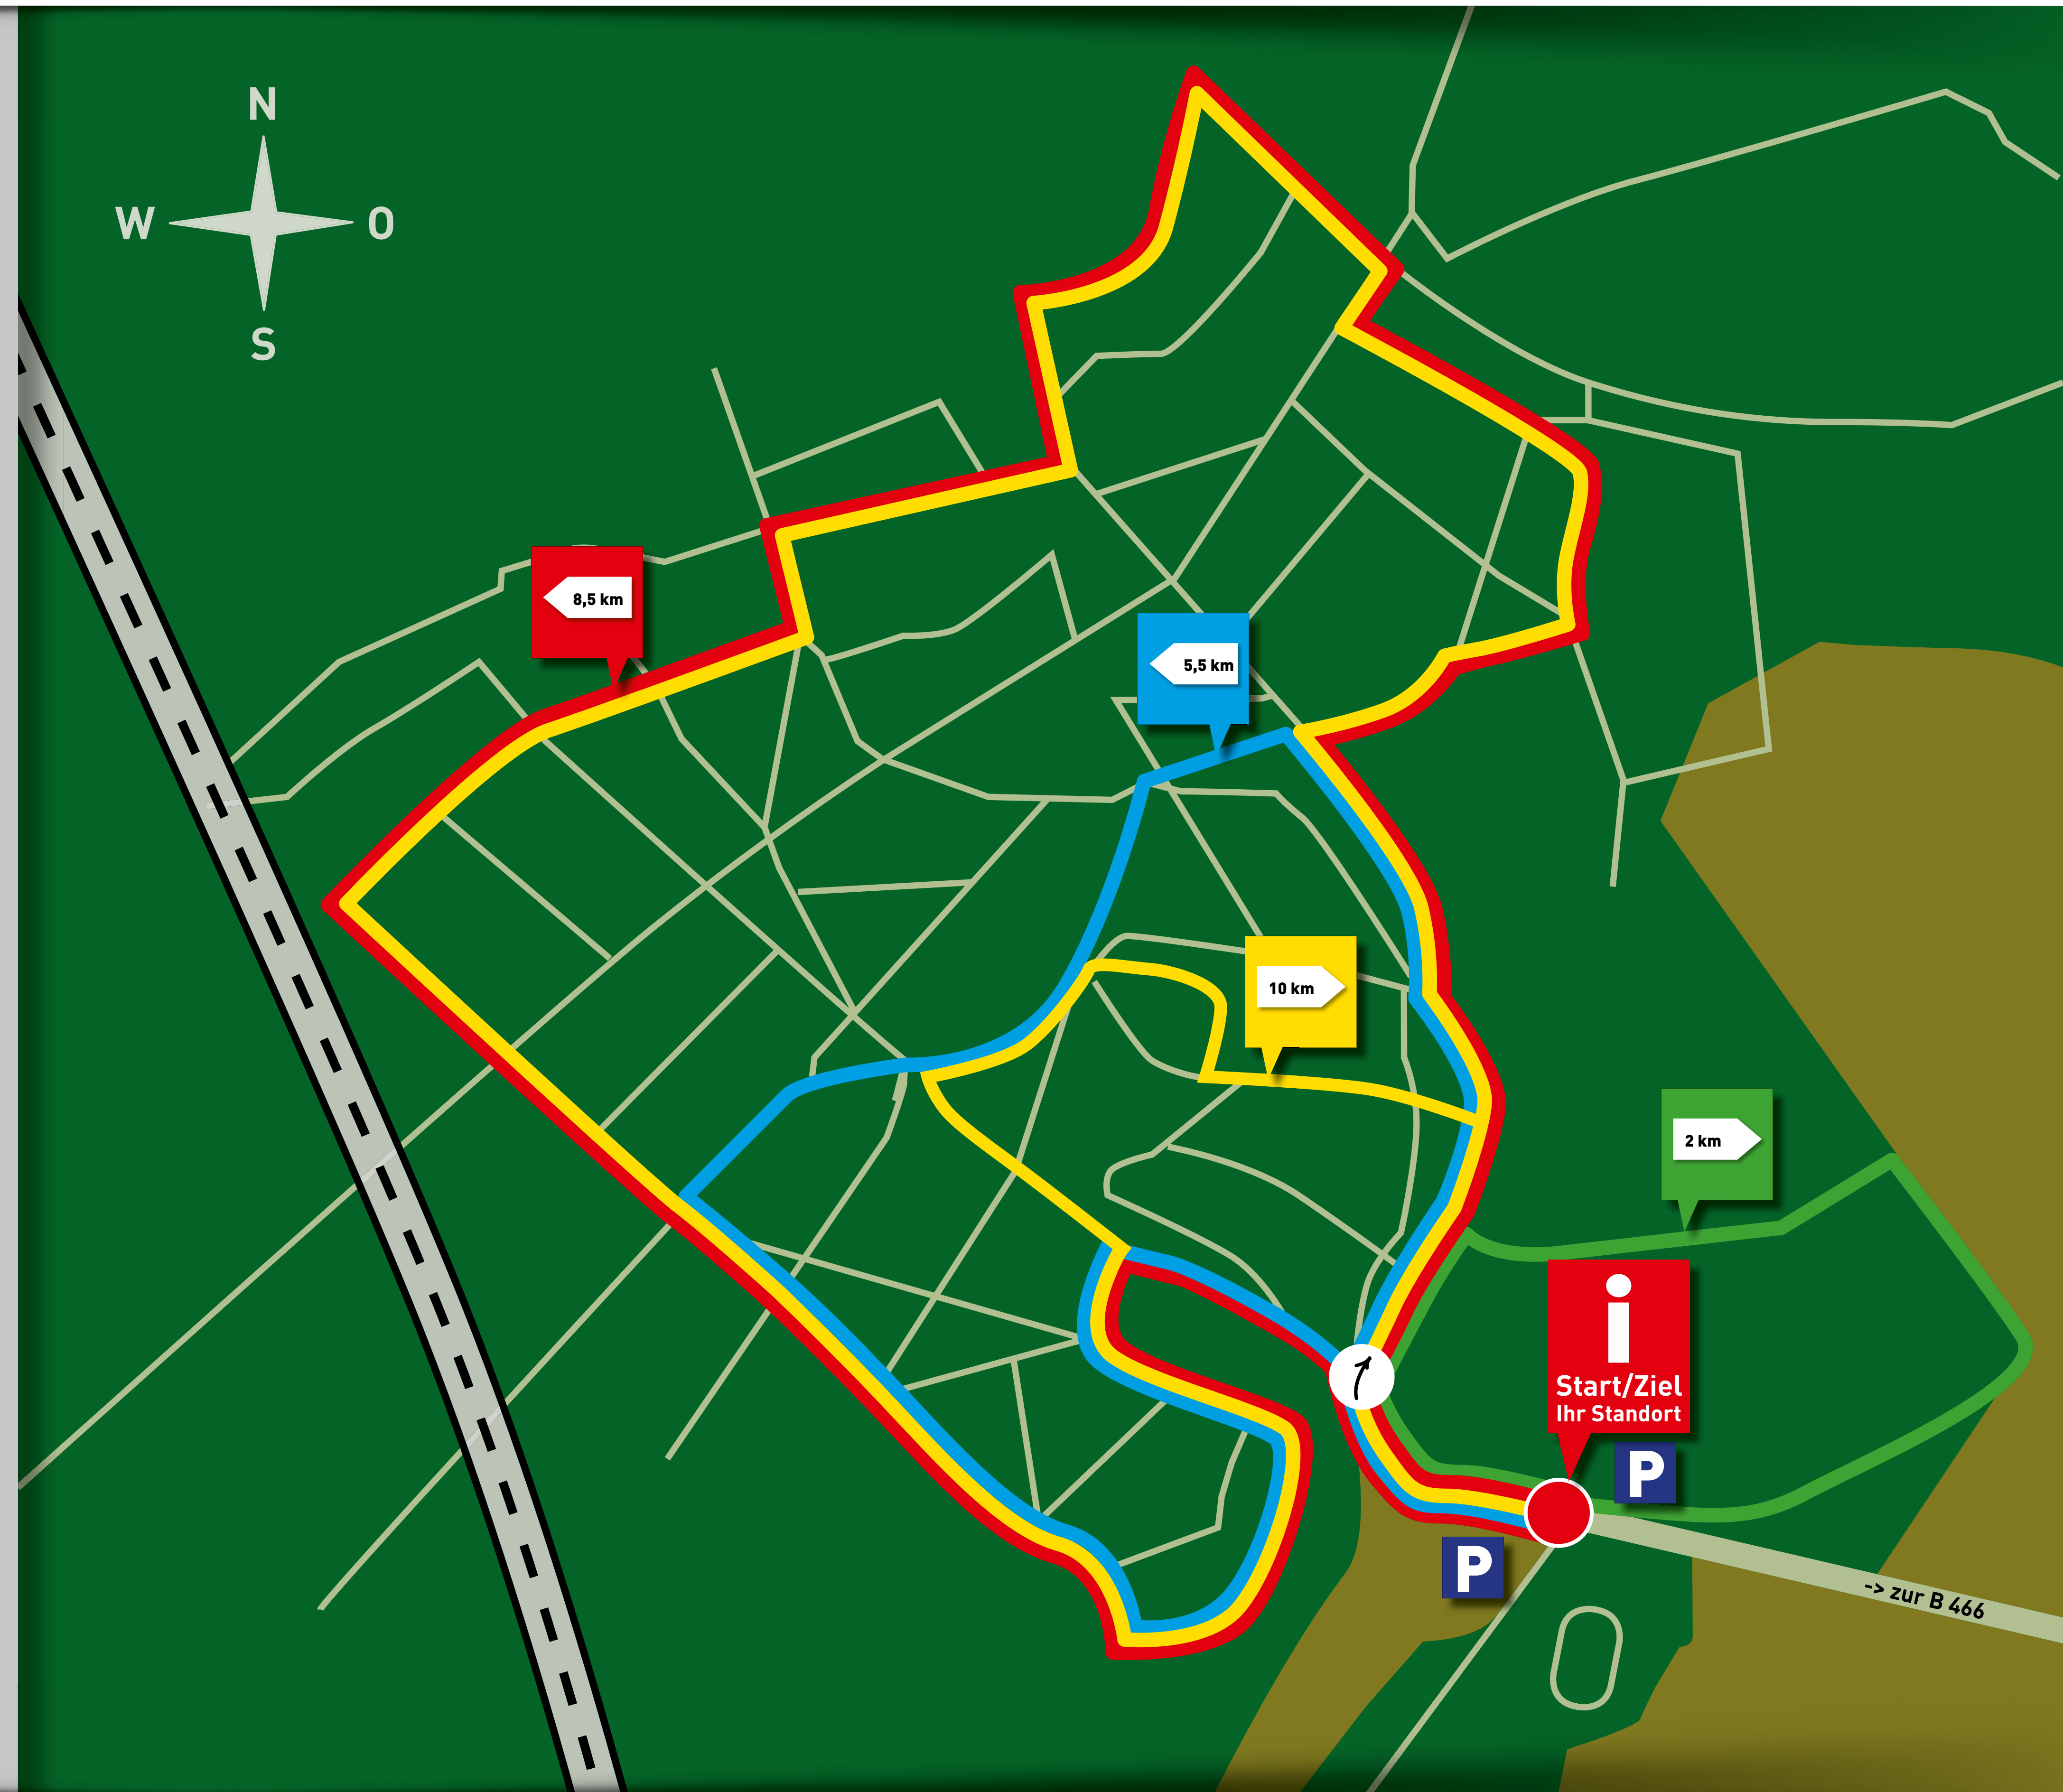 N
W
O
S
8,5 km
5,5 km
10 km
2 km
i
Start/Ziel
Ihr Standort
P
P
-> zur B 466